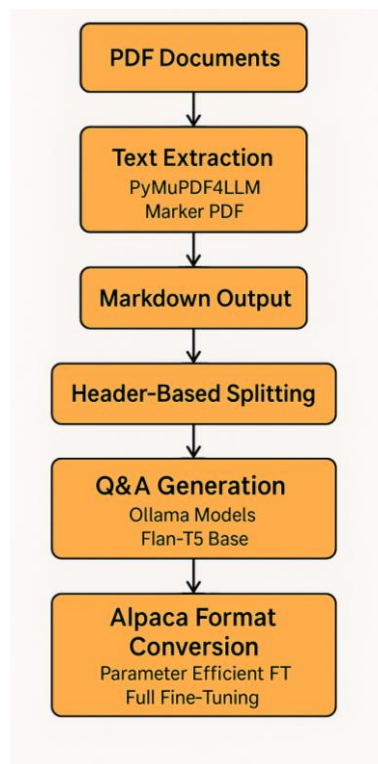 PDF Documents
Text Extraction
PyMuPDF4LLM
Marker PDF
Markdown Output
Header-Based Splitting
Q&A Generation
Ollama Models
Flan-T5 Base
Alpaca Format
Conversion
Parameter Efficient FT
Full Fine-Tuning